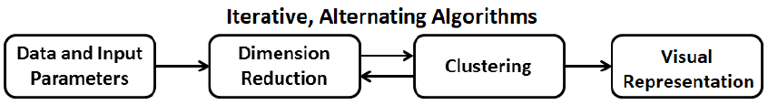 Iterative, Alternating Algorithms
Data and Input
Parameters
Dimension
Reduction
Clustering
Visual
Representation